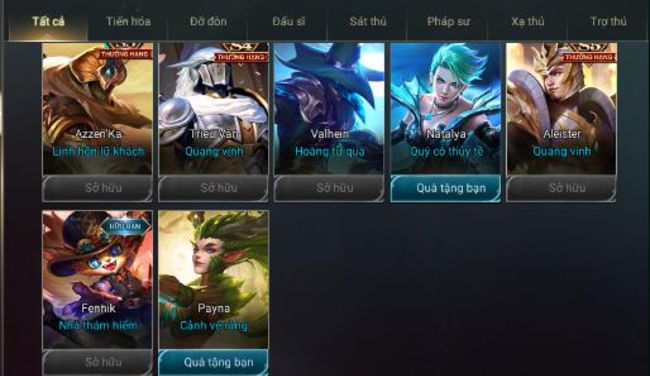 Tất cả Tiến hóa Đỡ đòn Đấu sĩ Sát thủ Pháp sư Xạ thủ Trợ thủ
THƯỞNG HẠNG S4 THƯỞNG HẠNG S5 THƯỞNG HẠNG
Azzen'Ka Triệu Vân Valhein Natalya Aleister
Linh hồn lữ khách Quang vinh Hoàng tử quạ Quý cô thủy tề Quang vinh
Sở hữu Sở hữu Sở hữu Quà tặng bạn Sở hữu
HỮU HẠN
Fennik Payna
Nhà thám hiểm Cảnh vệ rừng
Sở hữu Quà tặng bạn